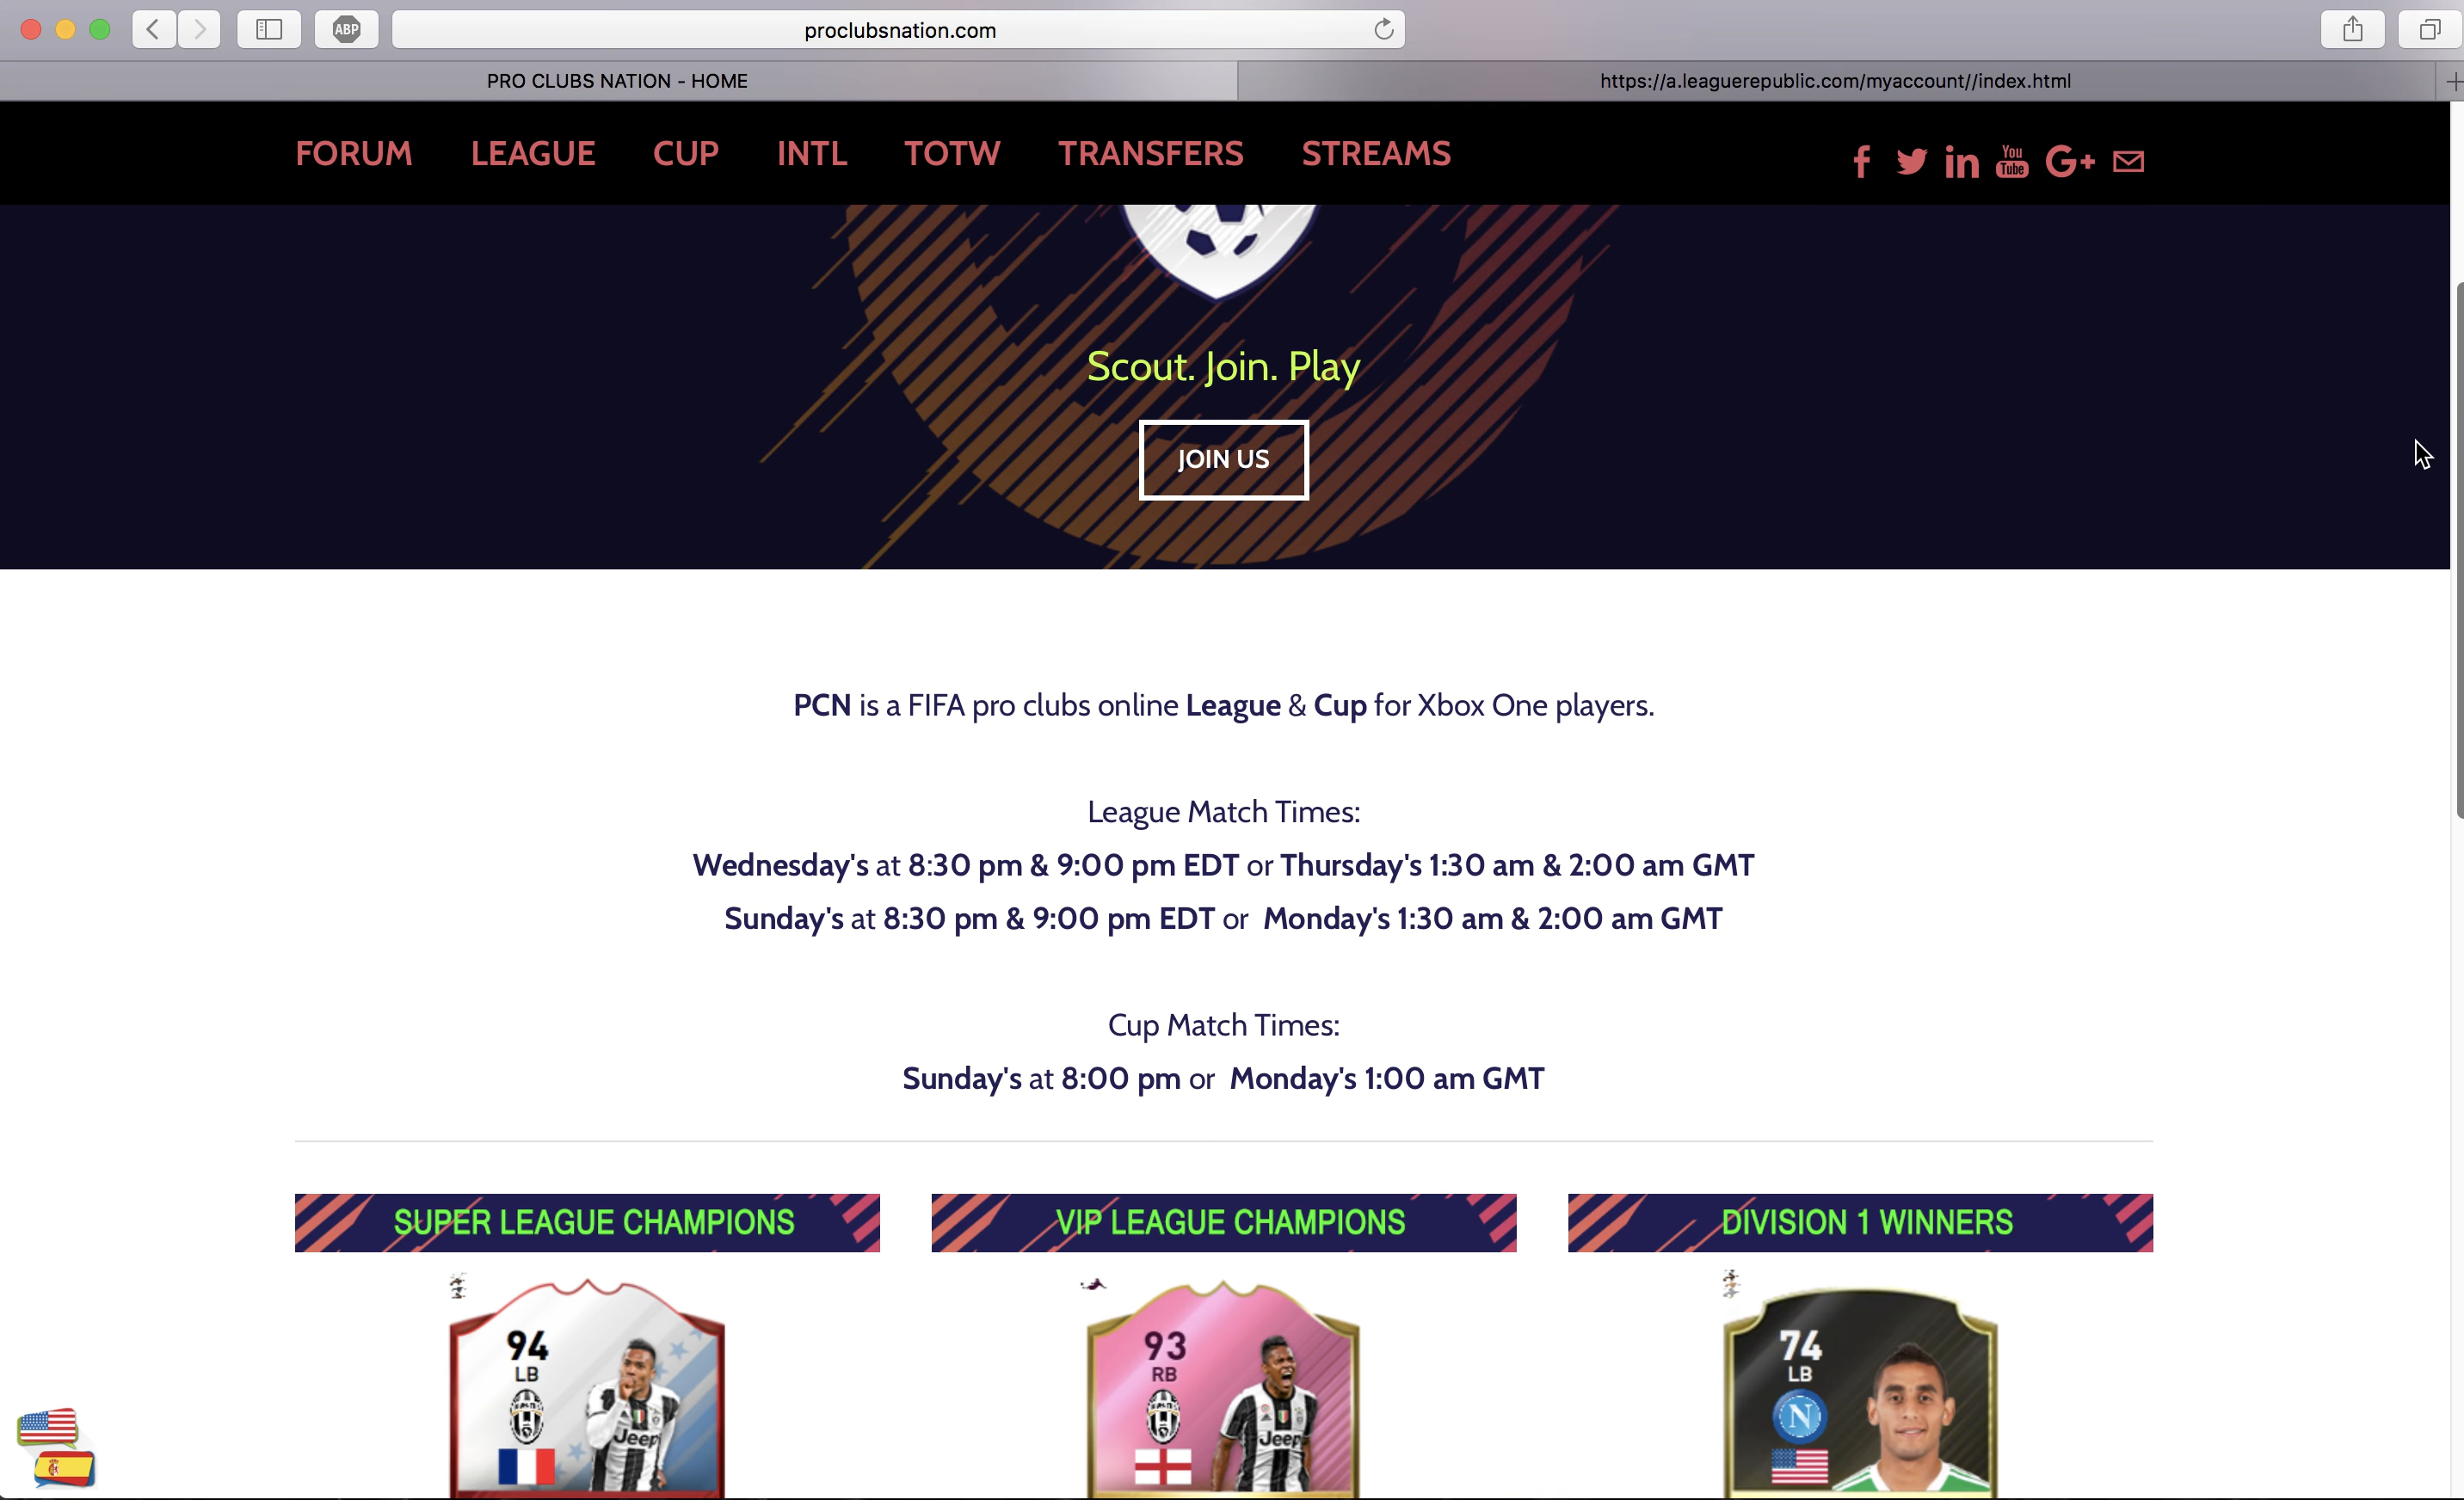 ABP
proclubsnation.com
PRO CLUBS NATION - HOME
https://a.leaguerepublic.com/myaccount//index.html
FORUM LEAGUE CUP INTL TOTW TRANSFERS STREAMS
You Tube G+
Scout. Join. Play
JOIN US
PCN is a FIFA pro clubs online League & Cup for Xbox One players.
League Match Times:
Wednesday's at 8:30 pm & 9:00 pm EDT or Thursday's 1:30 am & 2:00 am GMT
Sunday's at 8:30 pm & 9:00 pm EDT or Monday's 1:30 am & 2:00 am GMT
Cup Match Times:
Sunday's at 8:00 pm or Monday's 1:00 am GMT
SUPER LEAGUE CHAMPIONS
VIP LEAGUE CHAMPIONS
DIVISION 1 WINNERS
94
LB
Jeep
93
RB
Jeep
74
LB
N